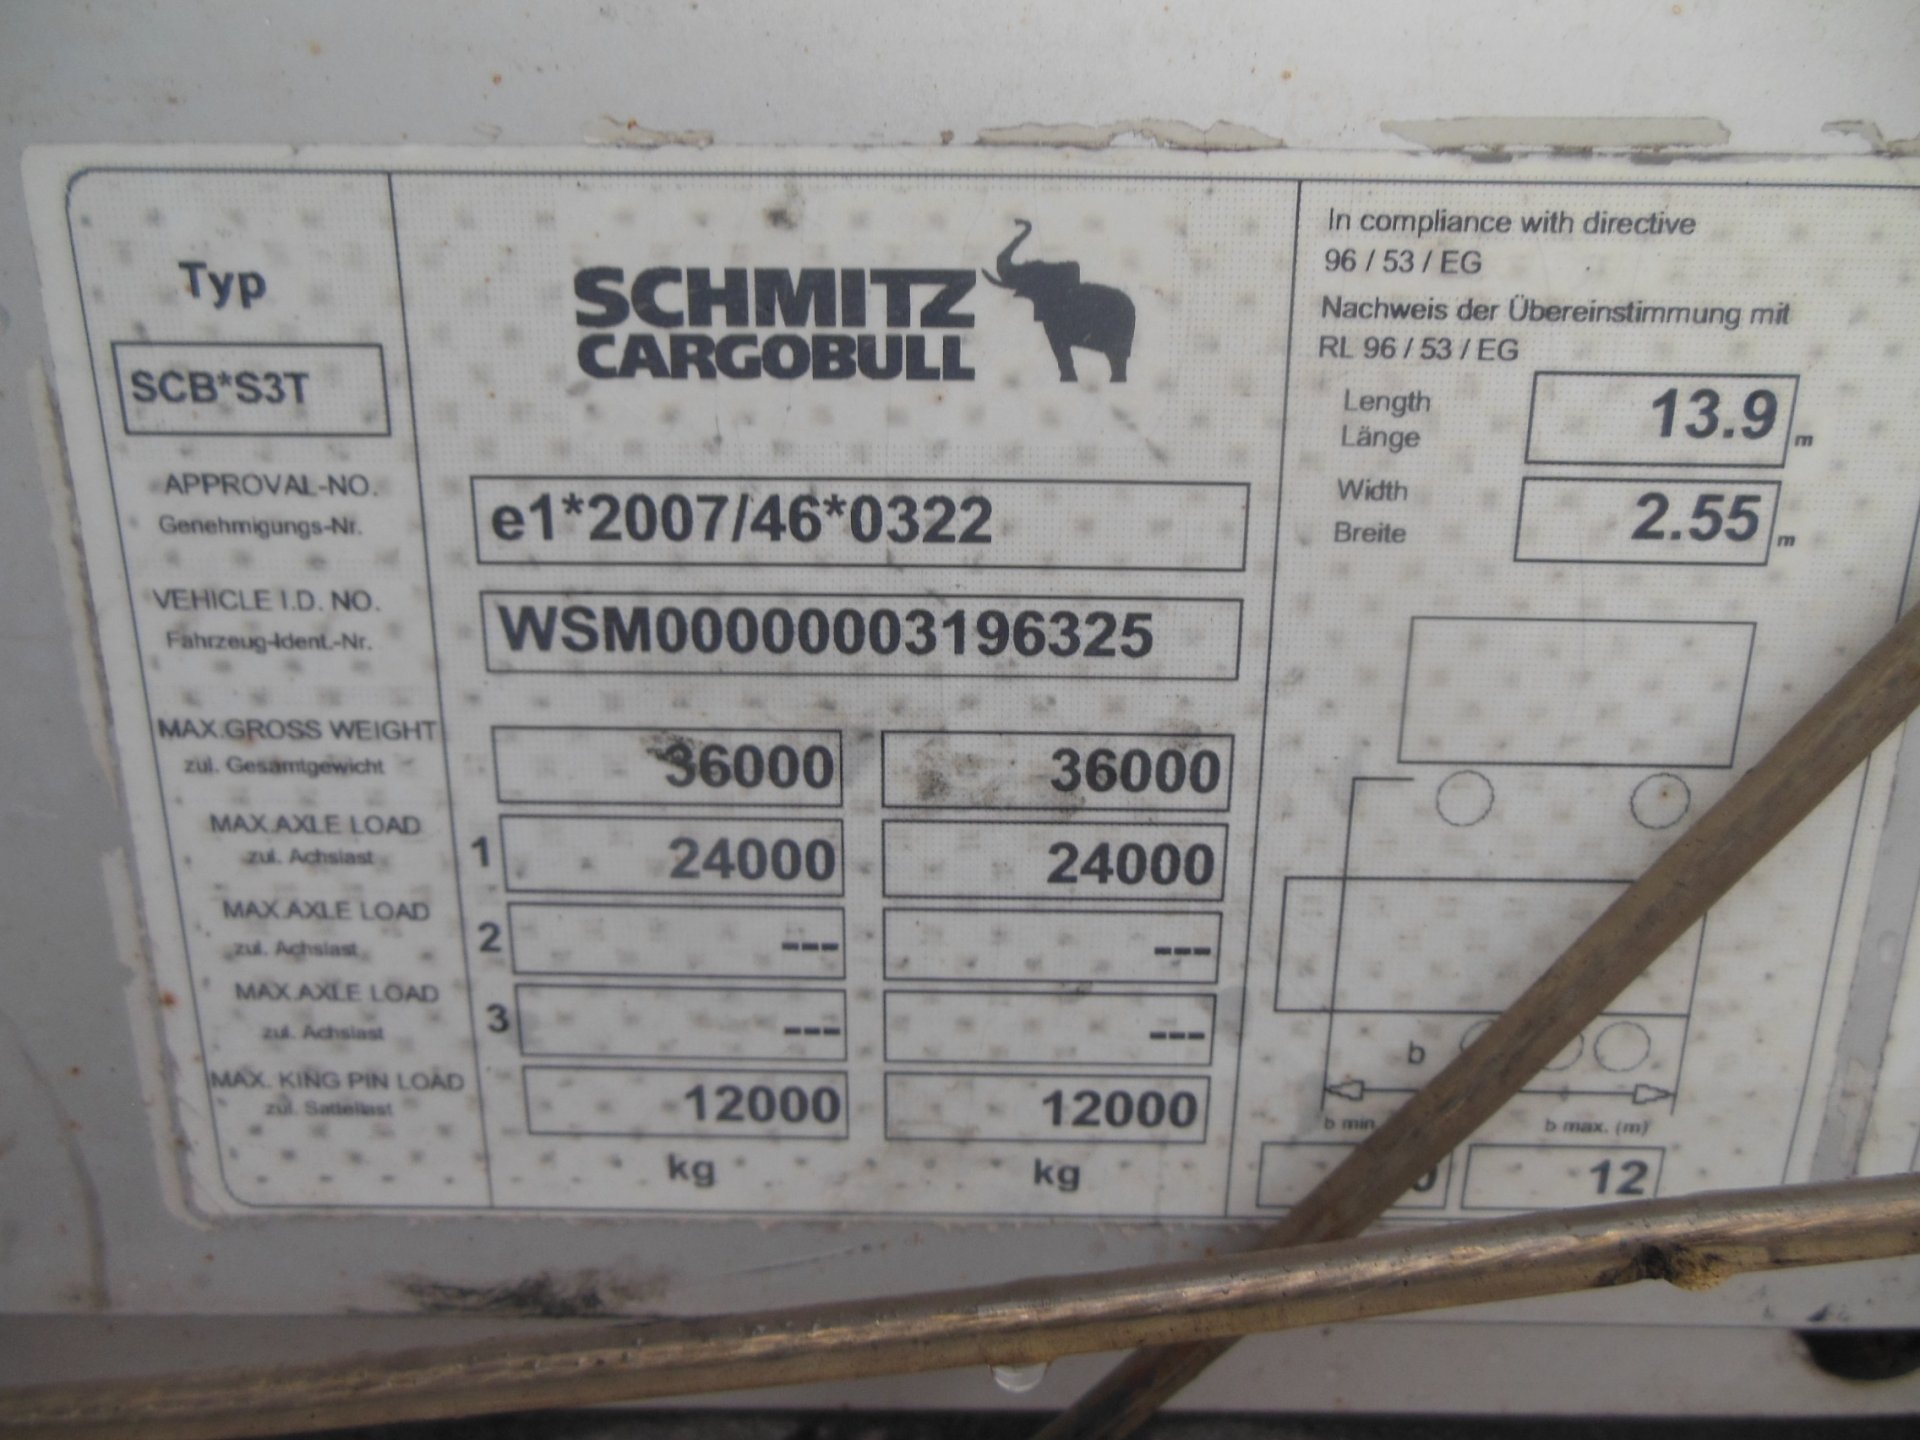 Typ
SCB*S3T
SCHMITZ
CARGOBULL
APPROVAL-NO.
Genehmigungs-Nr.
e1*2007/46*0322
VEHICLE I.D. NO.
Fahrzeug-Ident.-Nr.
WSM00000003196325
MAX.GROSS WEIGHT
zul. Gesamtgewicht
36000 36000
MAX.AXLE LOAD
zul. Achslast
1 24000 24000
MAX.AXLE LOAD
zul. Achslast
2 --- ---
MAX.AXLE LOAD
zul. Achslast
3 --- ---
MAX. KING PIN LOAD
zul. Sattellast
12000 12000
kg kg
In compliance with directive
96 / 53 / EG
Nachweis der Übereinstimmung mit
RL 96 / 53 / EG
Length
Länge
13.9 m
Width
Breite
2.55 m
b
b min b max. (m)
12